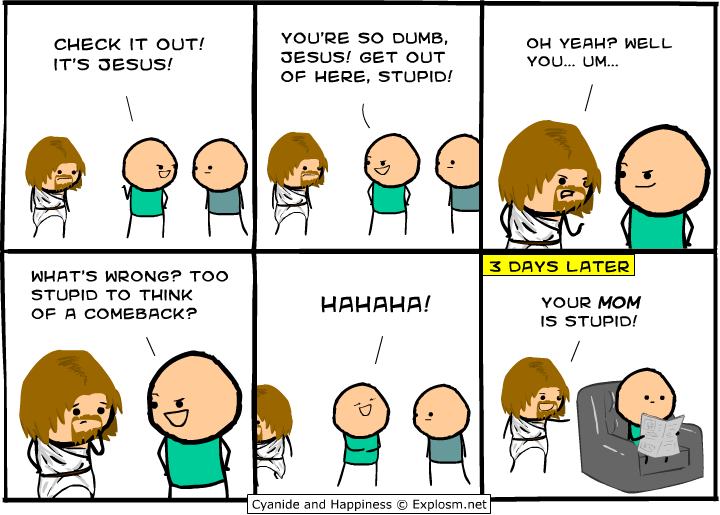 CHECK IT OUT!
IT'S JESUS!
YOU'RE SO DUMB,
JESUS! GET OUT
OF HERE, STUPID!
OH YEAH? WELL
YOU... UM...
WHAT'S WRONG? TOO
STUPID TO THINK
OF A COMEBACK?
HAHAHA!
3 DAYS LATER
YOUR MOM
IS STUPID!
Cyanide and Happiness © Explosm.net